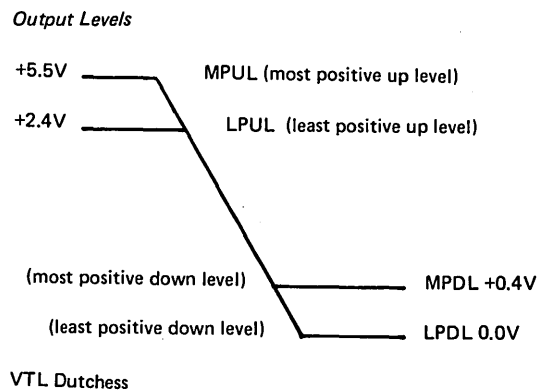 Output Levels
+5.5V MPUL (most positive up level)
+2.4V LPUL (least positive up level)
(most positive down level) MPDL +0.4V
(least positive down level) LPDL 0.0V
VTL Dutchess